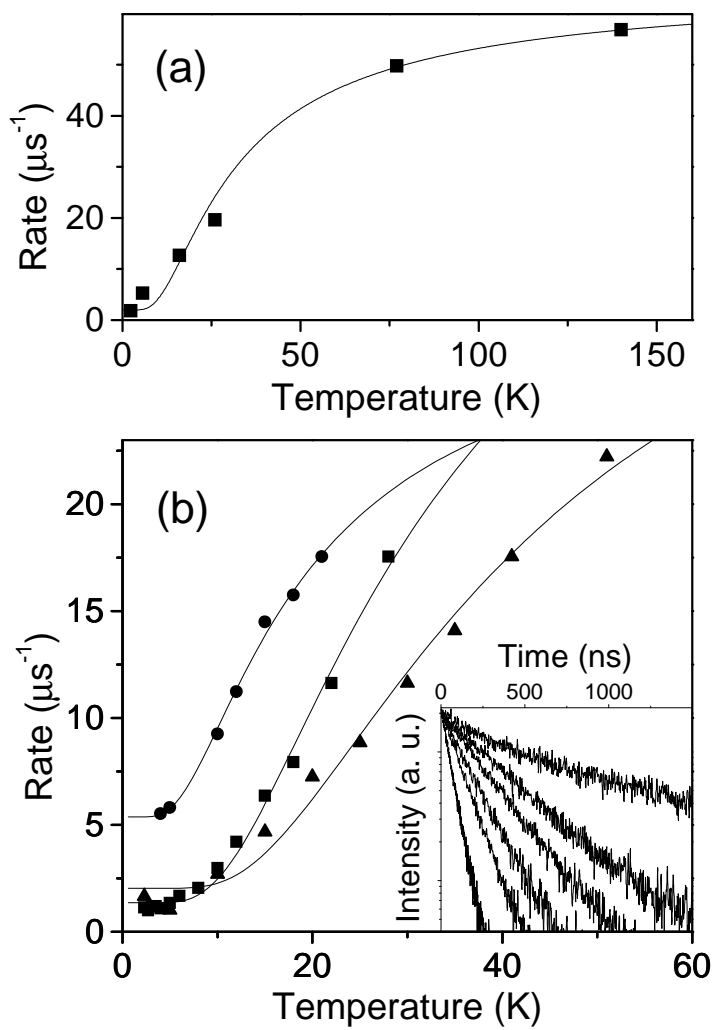 (a)
Rate (μs⁻¹)
40
20
0
0 50 100 150
Temperature (K)
(b)
Rate (μs⁻¹)
20
15
10
5
0
0 20 40 60
Temperature (K)
Time (ns)
0 500 1000
Intensity (a. u.)